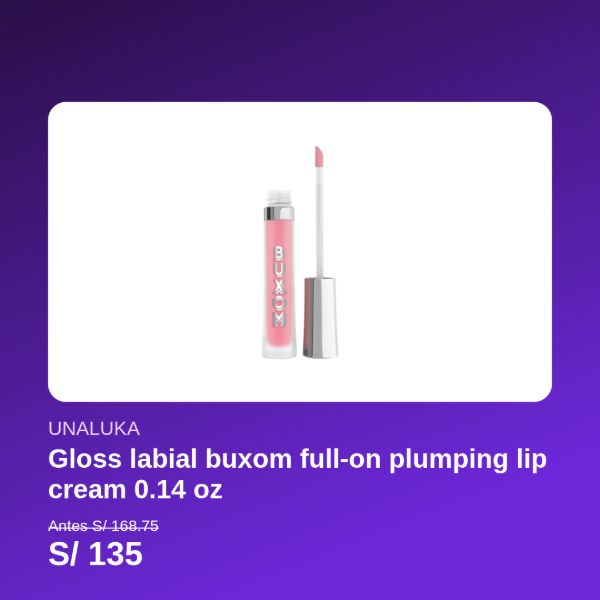 BUXOM
UNALUKA
Gloss labial buxom full-on plumping lip
cream 0.14 oz
Antes S/ 168.75
S/ 135